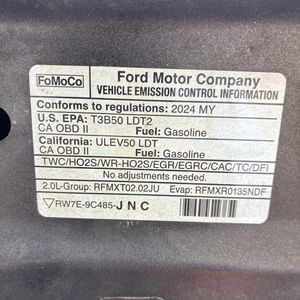 FoMoCo
Ford Motor Company
VEHICLE EMISSION CONTROL INFORMATION
Conforms to regulations: 2024 MY
U.S. EPA: T3B50 LDT2
CA OBD II Fuel: Gasoline
California: ULEV50 LDT
CA OBD II Fuel: Gasoline
TWC/HO2S/WR-HO2S/EGR/EGRC/CAC/TC/DFI
No adjustments needed.
2.0L-Group: RFMXT02.02JU Evap: RFMXR0135NDF
RW7E-9C485-JNC